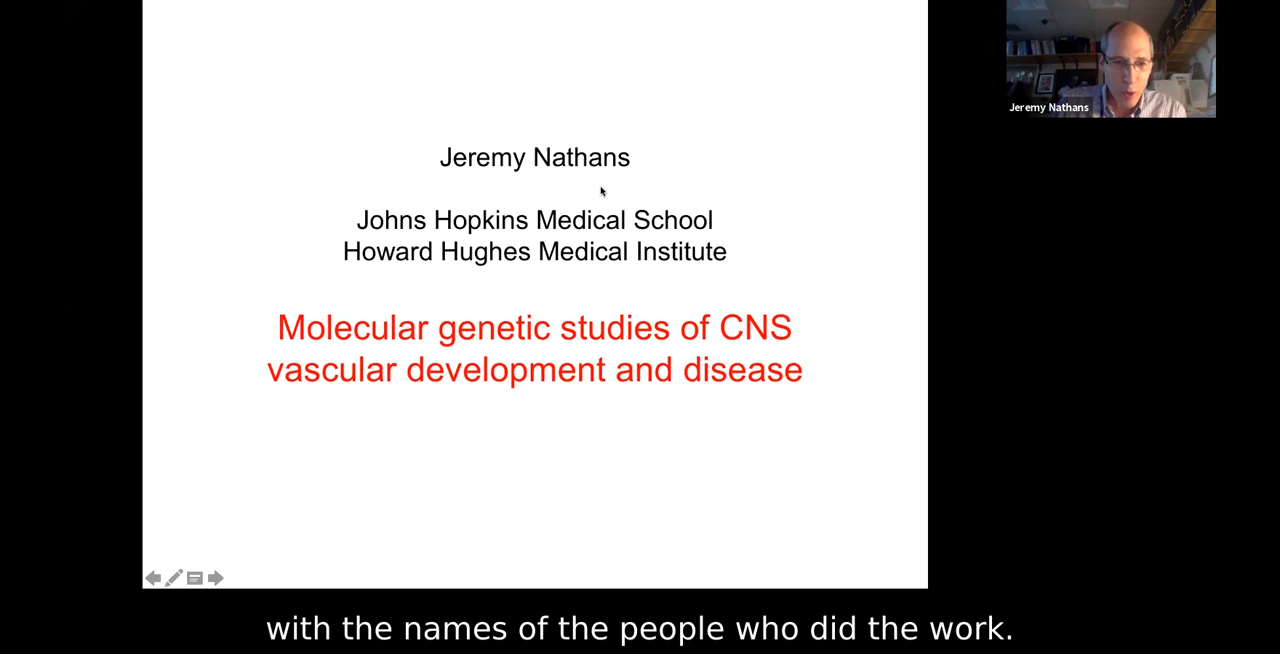 Jeremy Nathans
Johns Hopkins Medical School
Howard Hughes Medical Institute
Molecular genetic studies of CNS
vascular development and disease
Jeremy Nathans
with the names of the people who did the work.